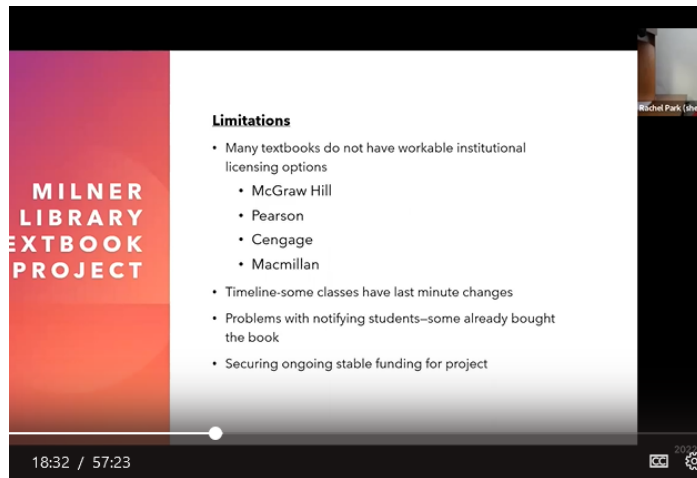 MILNER
LIBRARY
EXTBOOK
PROJECT
Limitations
• Many textbooks do not have workable institutional
licensing options
• McGraw Hill
• Pearson
• Cengage
• Macmillan
• Timeline-some classes have last minute changes
• Problems with notifying students—some already bought
the book
• Securing ongoing stable funding for project
Rachel Park (she
18:32 / 57:23
CC
2022